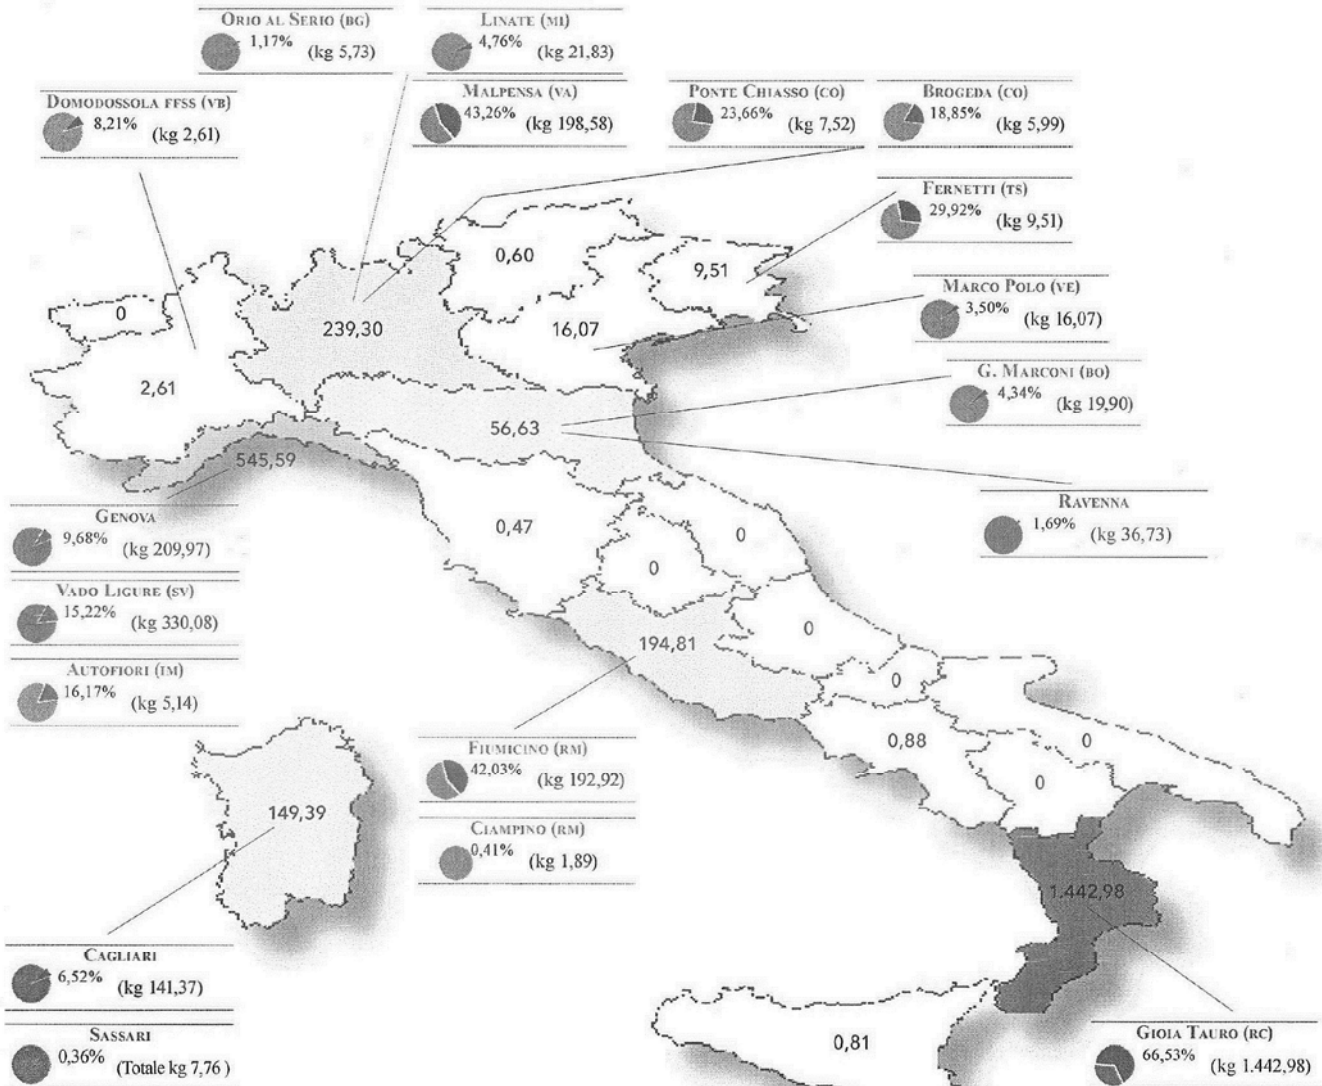 ORIO AL SERIO (BG)
1,17% (kg 5,73)
LINATE (MI)
4,76% (kg 21,83)
DOMODOSSOLA FFSS (VB)
8,21% (kg 2,61)
MALPENSA (VA)
43,26% (kg 198,58)
PONTE CHIASSO (CO)
23,66% (kg 7,52)
BROGEDA (CO)
18,85% (kg 5,99)
FERNETTI (TS)
29,92% (kg 9,51)
0,60
9,51
MARCO POLO (VE)
3,50% (kg 16,07)
0
239,30
16,07
G. MARCONI (BO)
4,34% (kg 19,90)
2,61
56,63
545,59
RAVENNA
1,69% (kg 36,73)
GENOVA
9,68% (kg 209,97)
0,47
0
0
VADO LIGURE (SV)
15,22% (kg 330,08)
0
194,81
AUTOFIORI (IM)
16,17% (kg 5,14)
0
0,88
0
0
FIUMICINO (RM)
42,03% (kg 192,92)
149,39
CIAMPINO (RM)
0,41% (kg 1,89)
1.442,98
CAGLIARI
6,52% (kg 141,37)
SASSARI
0,36% (Totale kg 7,76 )
0,81
GIOIA TAURO (RC)
66,53% (kg 1.442,98)